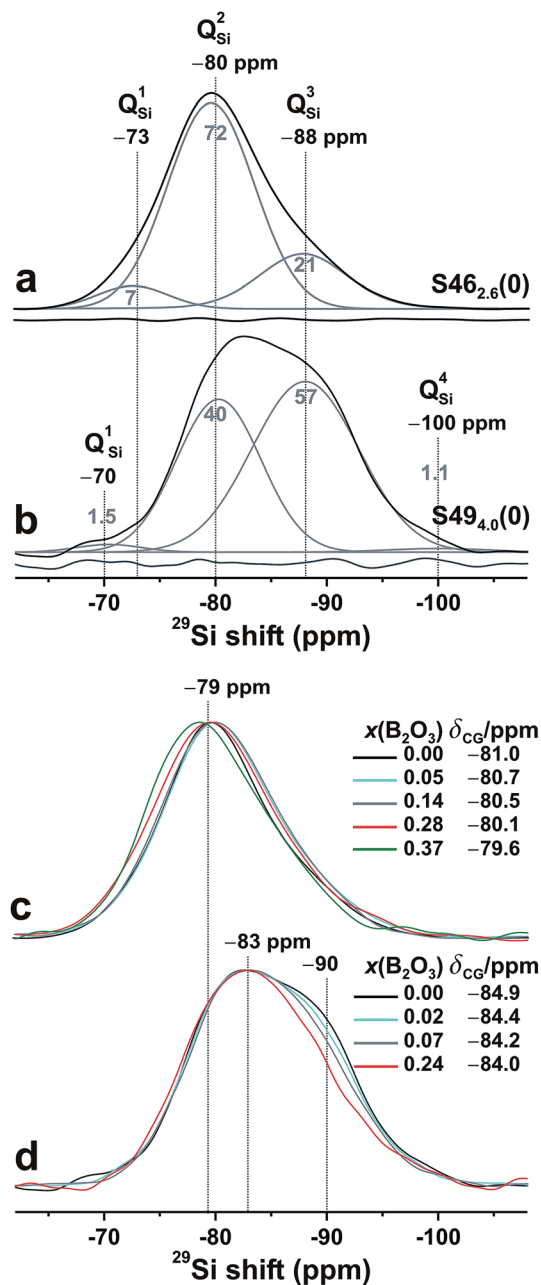 Q²Si
−80 ppm
Q¹Si
−73
Q³Si
−88 ppm
72
21
7
a
S46₂.₆(0)
Q⁴Si
−100 ppm
Q¹Si
−70
40
57
1.1
1.5
b
S49₄.₀(0)
-70 -80 -90 -100
²⁹Si shift (ppm)
−79 ppm
x(B₂O₃) δCG/ppm
0.00 −81.0
0.05 −80.7
0.14 −80.5
0.28 −80.1
0.37 −79.6
c
−83 ppm
−90
x(B₂O₃) δCG/ppm
0.00 −84.9
0.02 −84.4
0.07 −84.2
0.24 −84.0
d
-70 -80 -90 -100
²⁹Si shift (ppm)